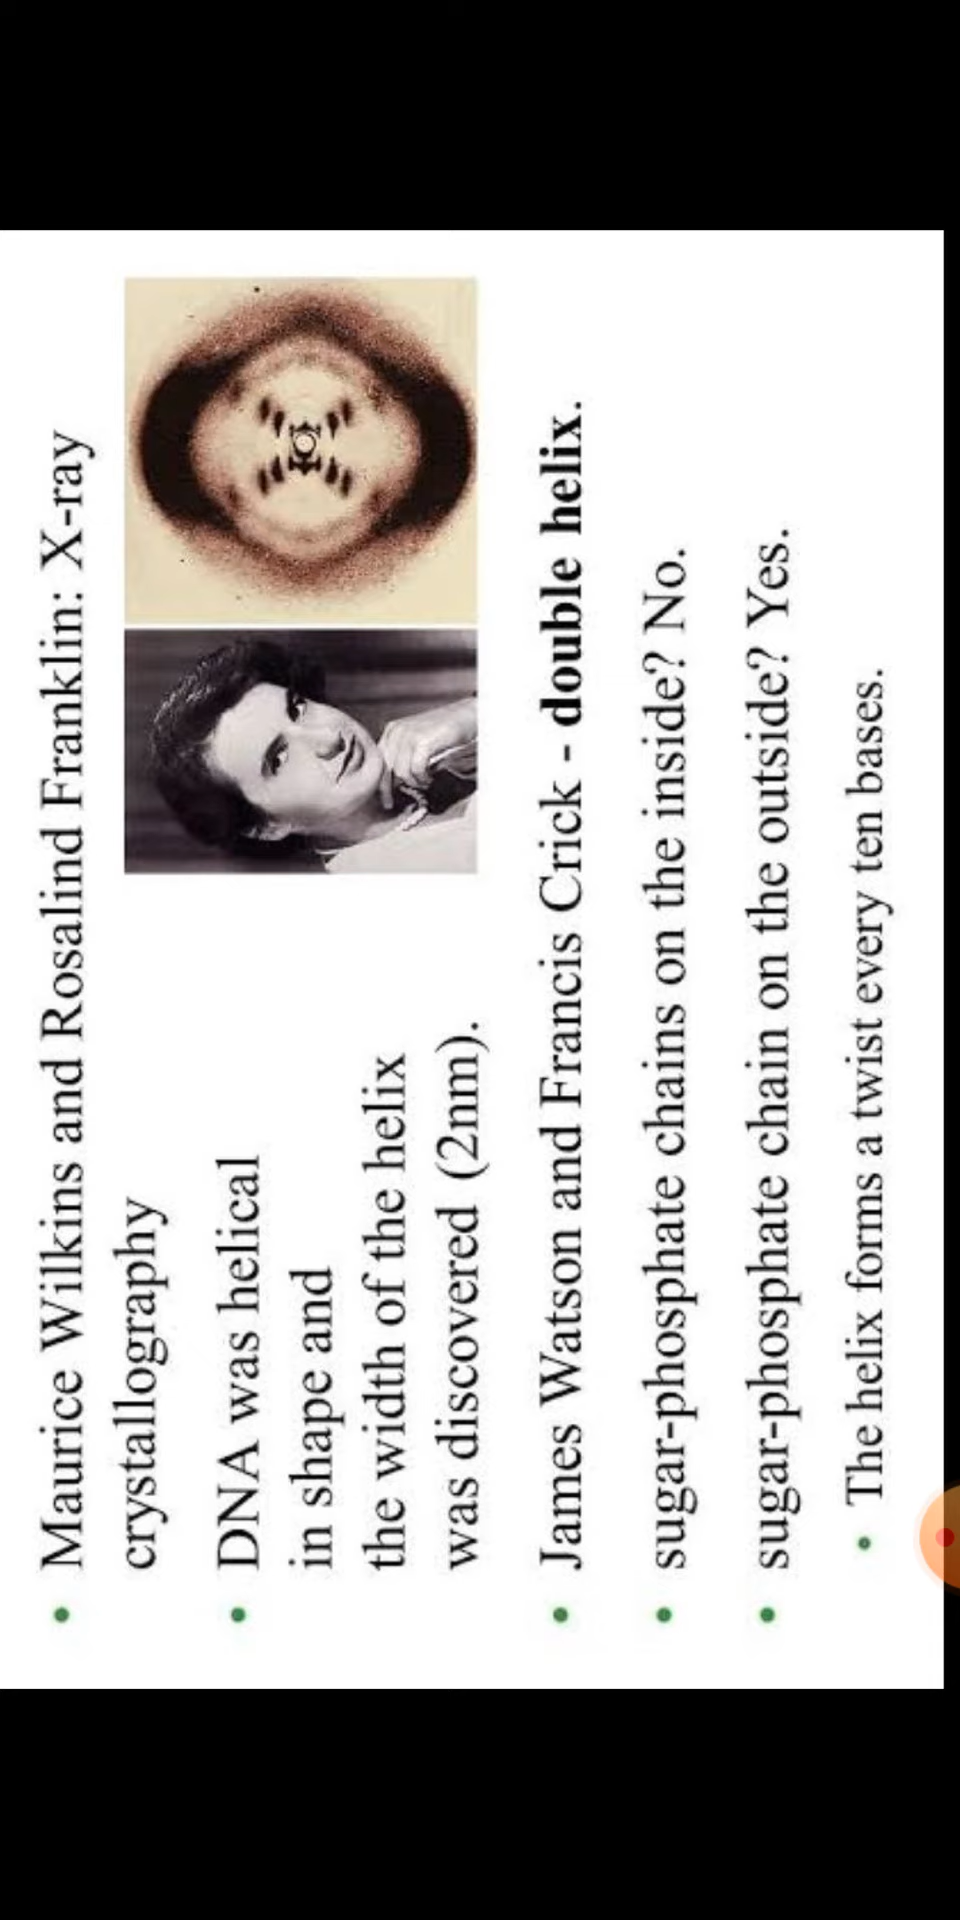 Maurice Wilkins and Rosalind Franklin: X-ray
crystallography
DNA was helical
in shape and
the width of the helix
was discovered (2nm).
James Watson and Francis Crick - double helix.
sugar-phosphate chains on the inside? No.
sugar-phosphate chain on the outside? Yes.
The helix forms a twist every ten bases.